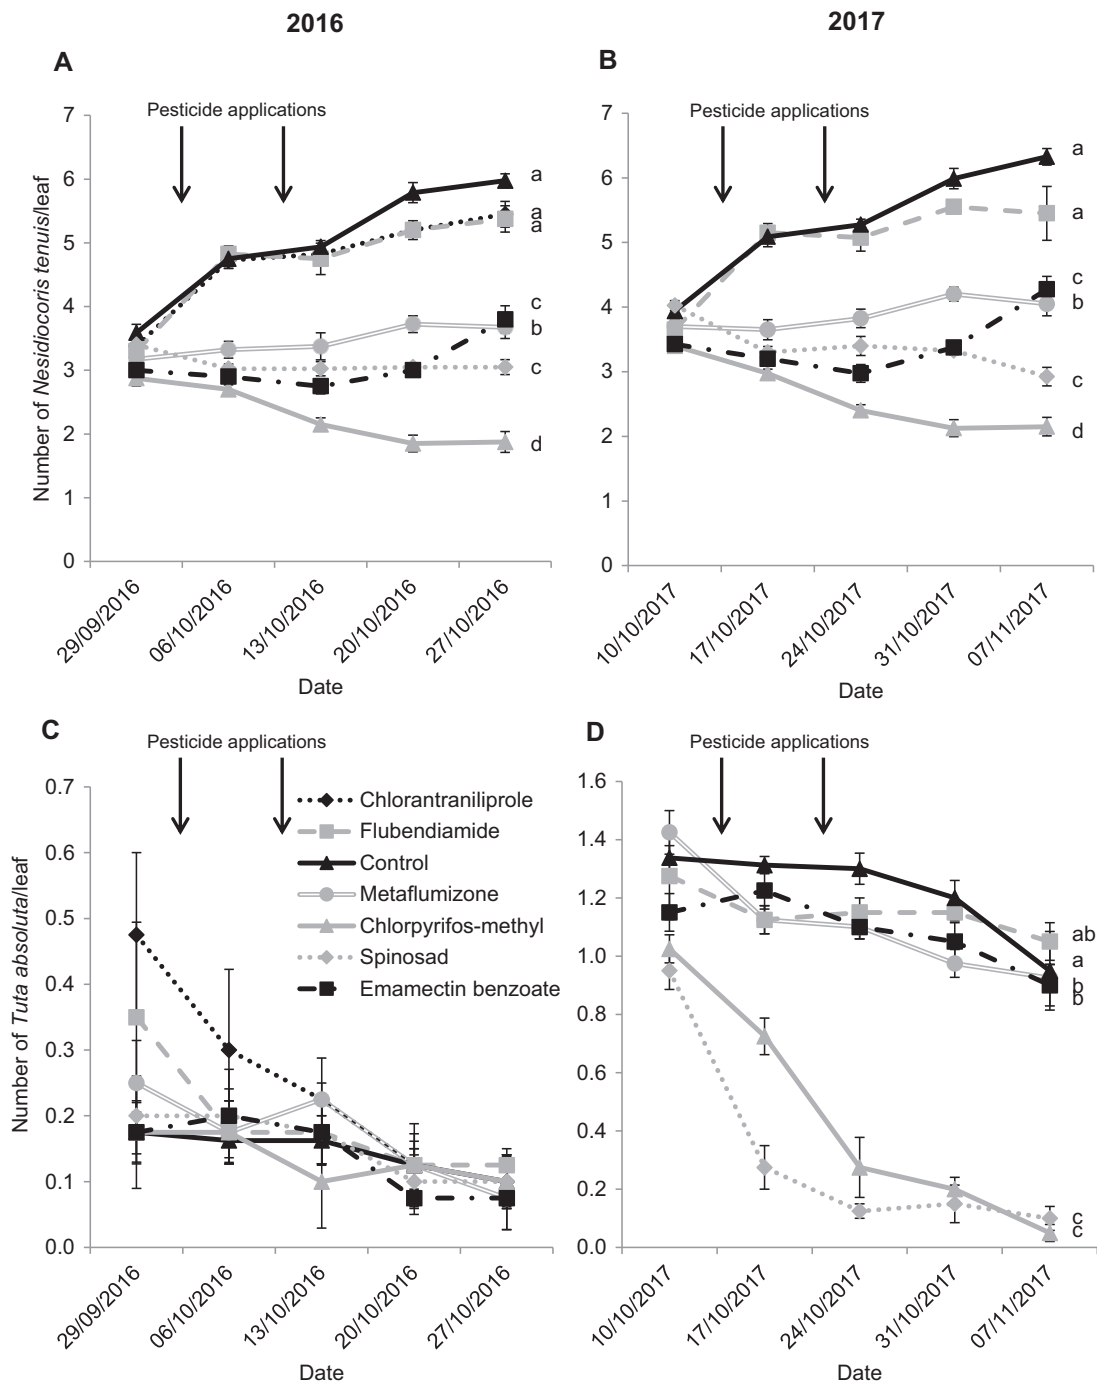 2016
2017
A
Pesticide applications
Number of Nesidiocoris tenuis/leaf
7
6
5
4
3
2
1
0
a
a
a
c
b
c
d
29/09/2016
06/10/2016
13/10/2016
20/10/2016
27/10/2016
Date
B
Pesticide applications
7
6
5
4
3
2
1
0
a
a
c
b
c
d
10/10/2017
17/10/2017
24/10/2017
31/10/2017
07/11/2017
Date
C
Pesticide applications
Number of Tuta absoluta/leaf
0.7
0.6
0.5
0.4
0.3
0.2
0.1
0.0
Chlorantraniliprole
Flubendiamide
Control
Metaflumizone
Chlorpyrifos-methyl
Spinosad
Emamectin benzoate
29/09/2016
06/10/2016
13/10/2016
20/10/2016
27/10/2016
Date
D
Pesticide applications
1.6
1.4
1.2
1.0
0.8
0.6
0.4
0.2
0.0
ab
a
b
b
c
c
10/10/2017
17/10/2017
24/10/2017
31/10/2017
07/11/2017
Date